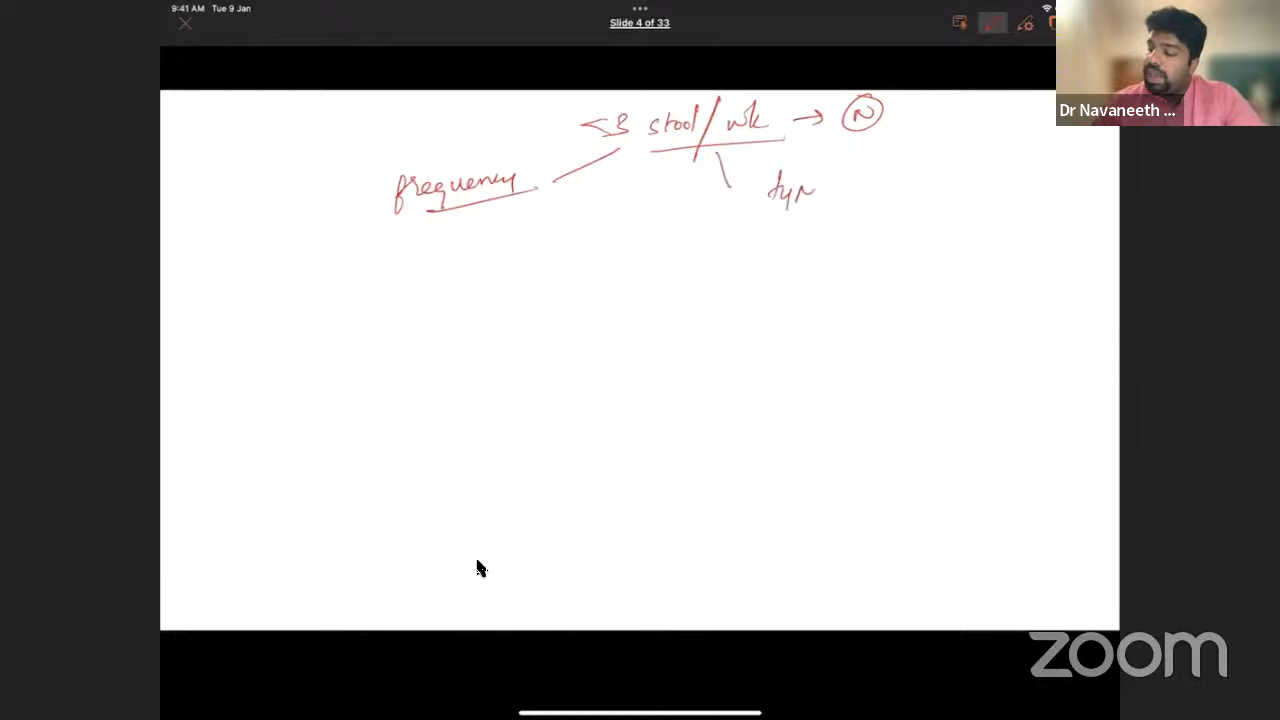 9:41 AM Tue 9 Jan
Slide 4 of 33
Dr Navaneeth ...
<3 stool/wk → N
frequency
typ
zoom